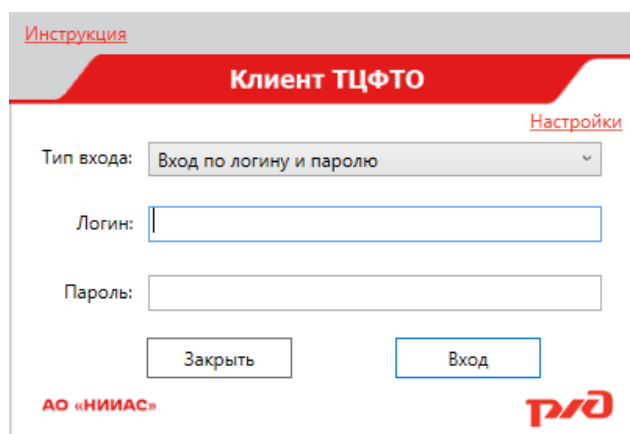 Инструкция
Клиент ТЦФТО
Настройки
Тип входа: Вход по логину и паролю
Логин:
Пароль:
Закрыть Вход
АО «НИИАС» ржд